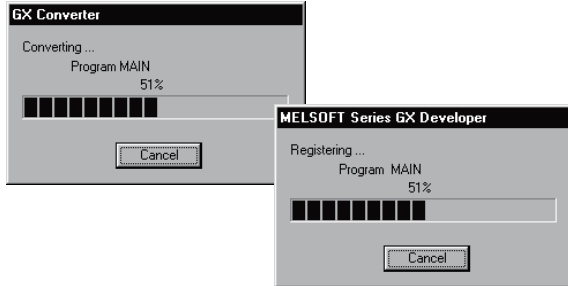 GX Converter
Converting ...
Program MAIN
51%
Cancel
MELSOFT Series GX Developer
Registering ...
Program MAIN
51%
Cancel